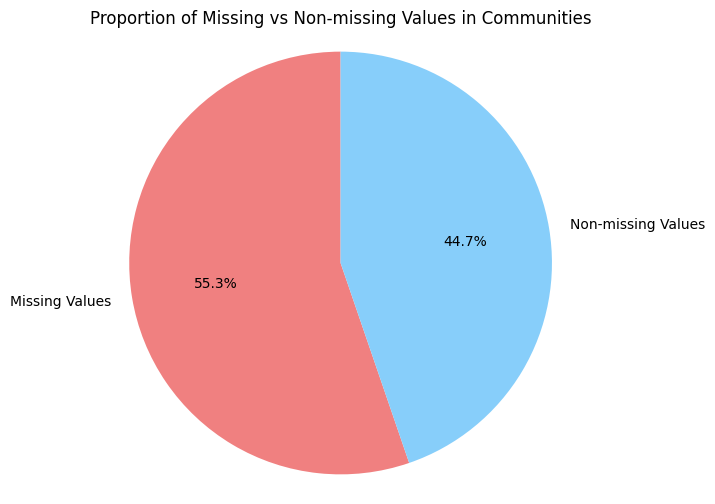 Proportion of Missing vs Non-missing Values in Communities
Non-missing Values
44.7%
55.3%
Missing Values